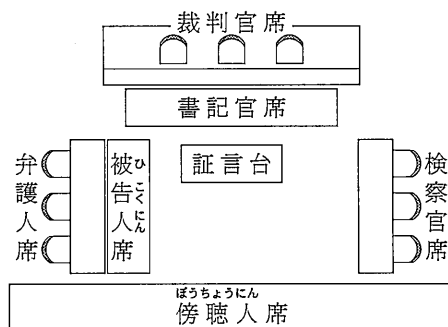 裁判官席
書記官席
証言台
弁護人席
被告人席
ひこくにん
検察官席
ぼうちょうにん
傍聴人席